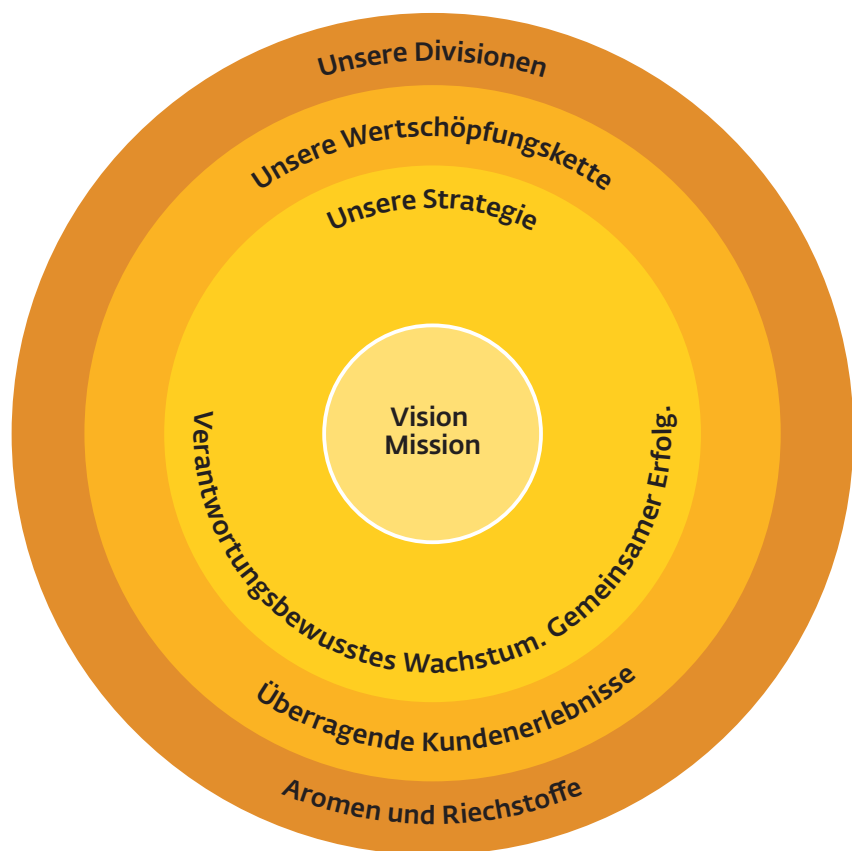 Unsere Divisionen
Unsere Wertschöpfungskette
Unsere Strategie
Vision
Mission
Verantwortungsbewusstes Wachstum. Gemeinsamer Erfolg.
Überragende Kundenerlebnisse
Aromen und Riechstoffe